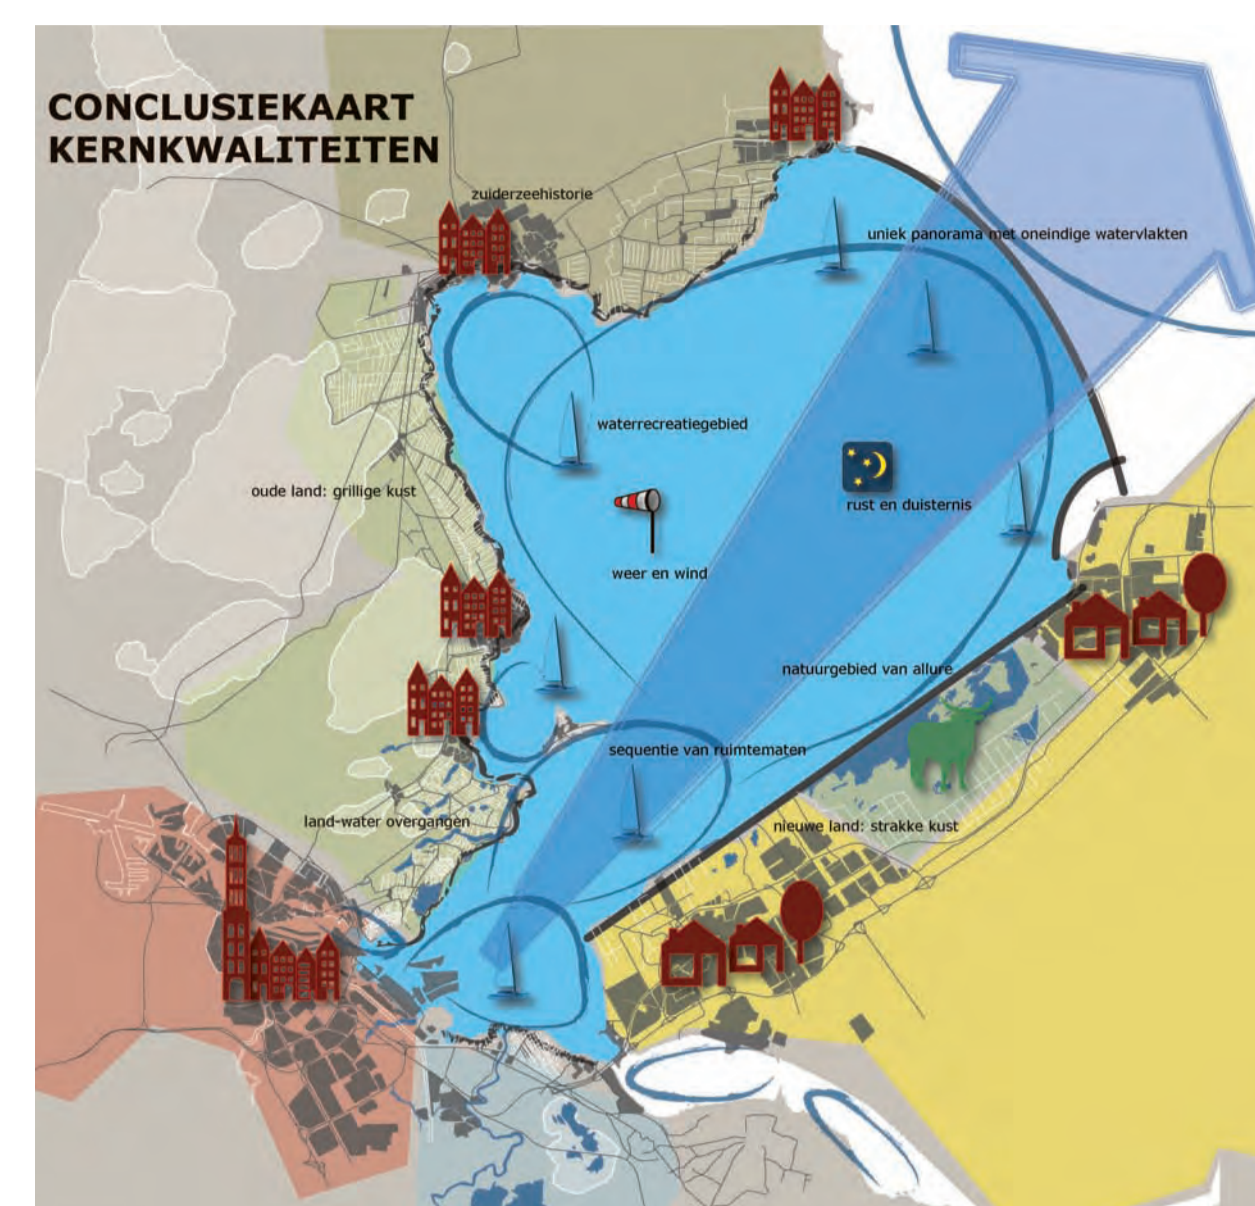 CONCLUSIEKAART
KERNKWALITEITEN
zuiderzeehistorie
uniek panorama met oneindige watervlakten
waterrecreatiegebied
oude land: grillige kust
rust en duisternis
weer en wind
natuurgebied van allure
sequentie van ruimtematen
land-water overgangen
nieuwe land: strakke kust